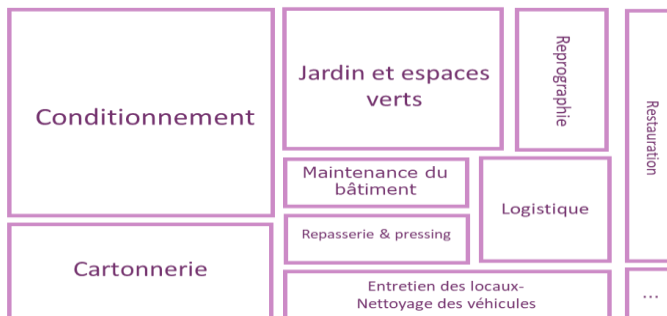 Conditionnement
Jardin et espaces
verts
Reprographie
Restauration
Maintenance du
bâtiment
Logistique
Repasserie & pressing
Cartonnerie
Entretien des locaux-
Nettoyage des véhicules
...